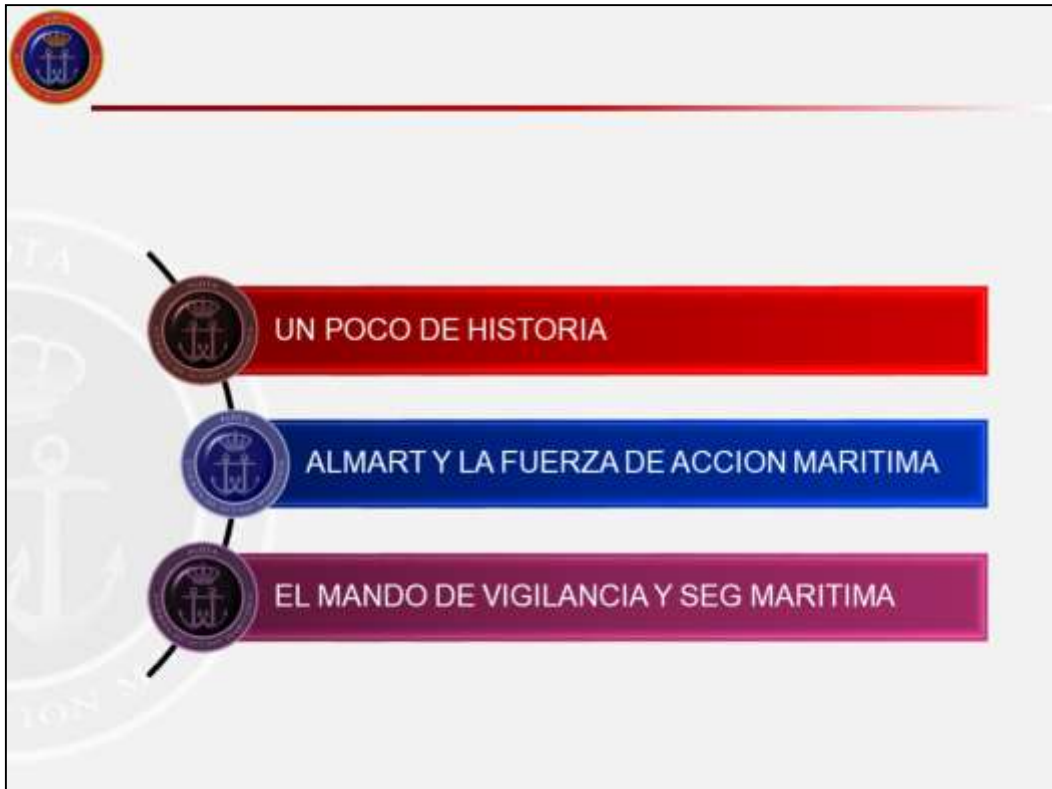 UN POCO DE HISTORIA
ALMART Y LA FUERZA DE ACCION MARITIMA
EL MANDO DE VIGILANCIA Y SEG MARITIMA